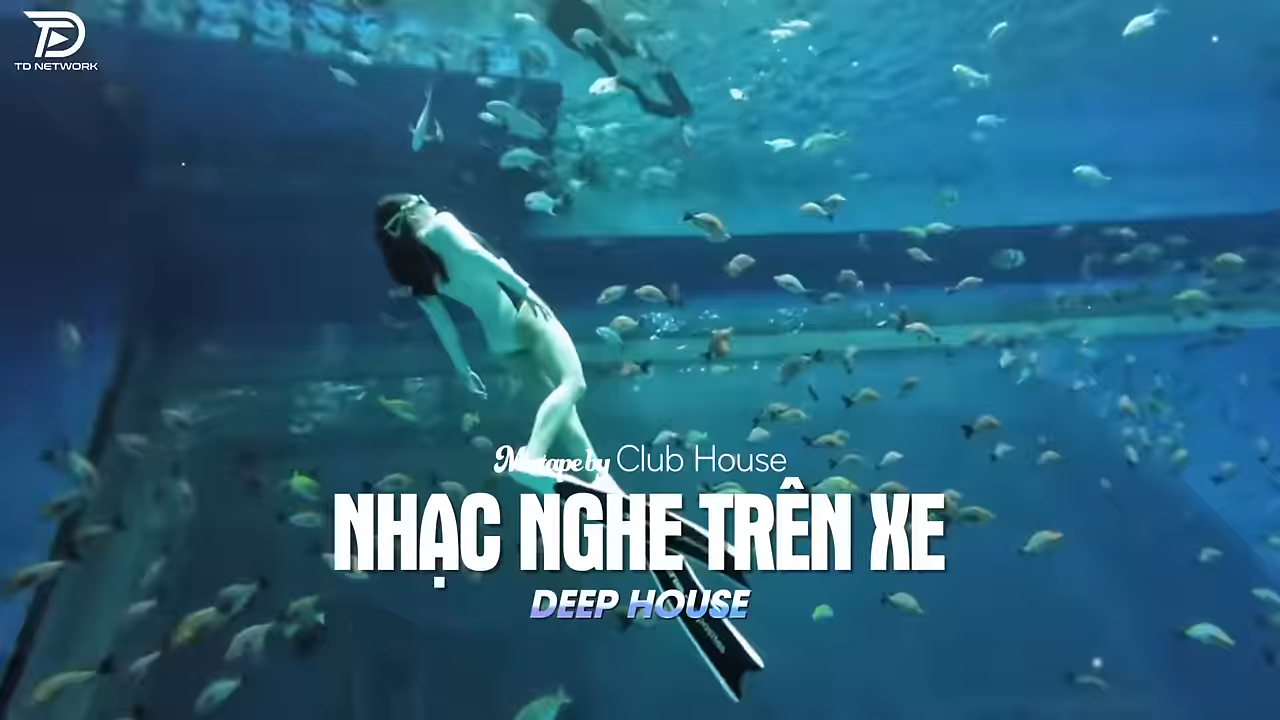 TD NETWORK
Mixtape by Club House
NHẠC NGHE TRÊN XE
DEEP HOUSE